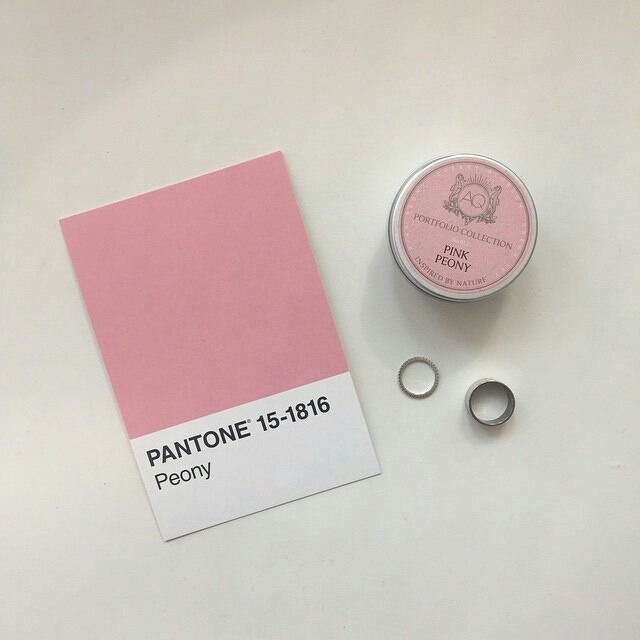 PANTONE® 15-1816
Peony
AQ
PORTFOLIO COLLECTION
PINK
PEONY
INSPIRED BY NATURE